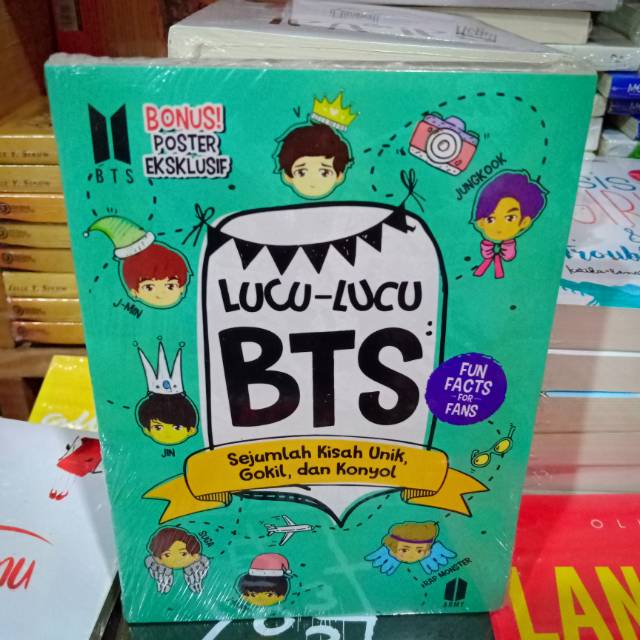 BTS
BONUS!
POSTER
EKSKLUSIF
JUNGKOOK
J-MIN
LUCU-LUCU
BTS
FUN
FACTS
FOR
FANS
JIN
Sejumlah Kisah Unik,
Gokil, dan Konyol
SUGA
RAP MONSTER
ARMY